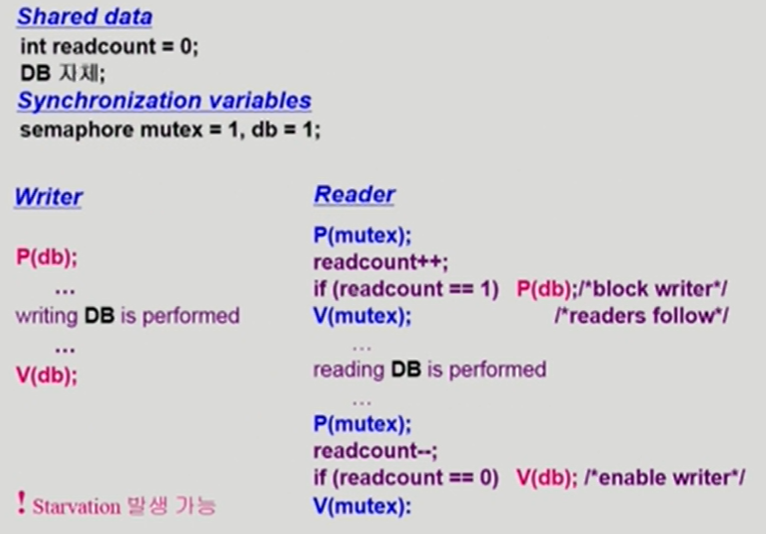 Shared data
int readcount = 0;
DB 자체;
Synchronization variables
semaphore mutex = 1, db = 1;
Writer
P(db);
...
writing DB is performed
...
V(db);
! Starvation 발생 가능
Reader
P(mutex);
readcount++;
if (readcount == 1) P(db);/*block writer*/
V(mutex); /*readers follow*/
...
reading DB is performed
...
P(mutex);
readcount--;
if (readcount == 0) V(db); /*enable writer*/
V(mutex):